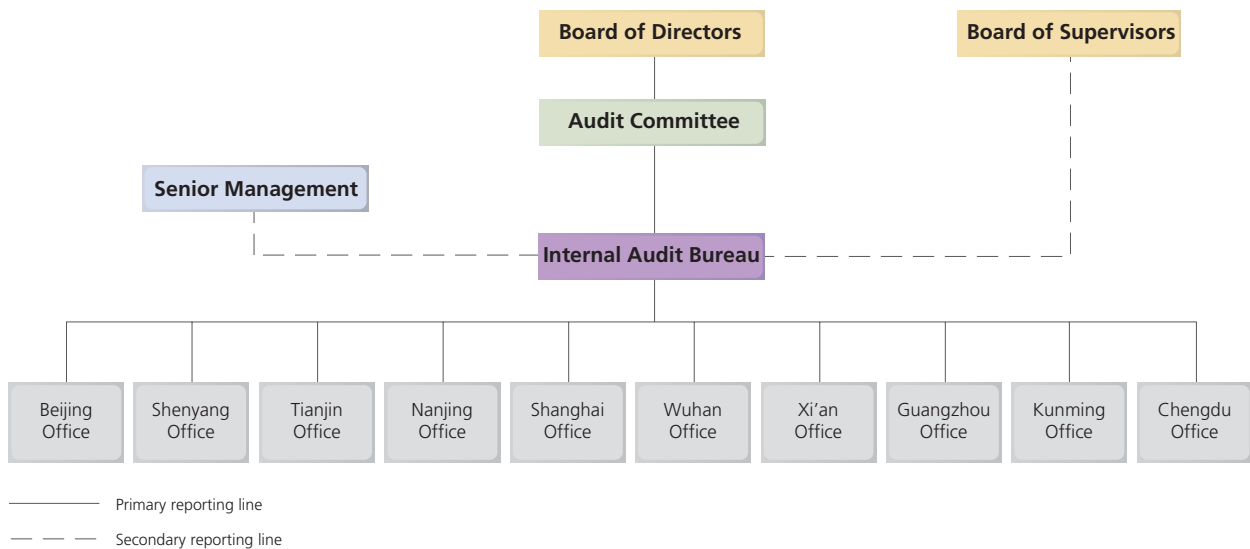 Board of Directors
Board of Supervisors
Audit Committee
Senior Management
Internal Audit Bureau
Beijing
Office
Shenyang
Office
Tianjin
Office
Nanjing
Office
Shanghai
Office
Wuhan
Office
Xi’an
Office
Guangzhou
Office
Kunming
Office
Chengdu
Office
Primary reporting line
Secondary reporting line